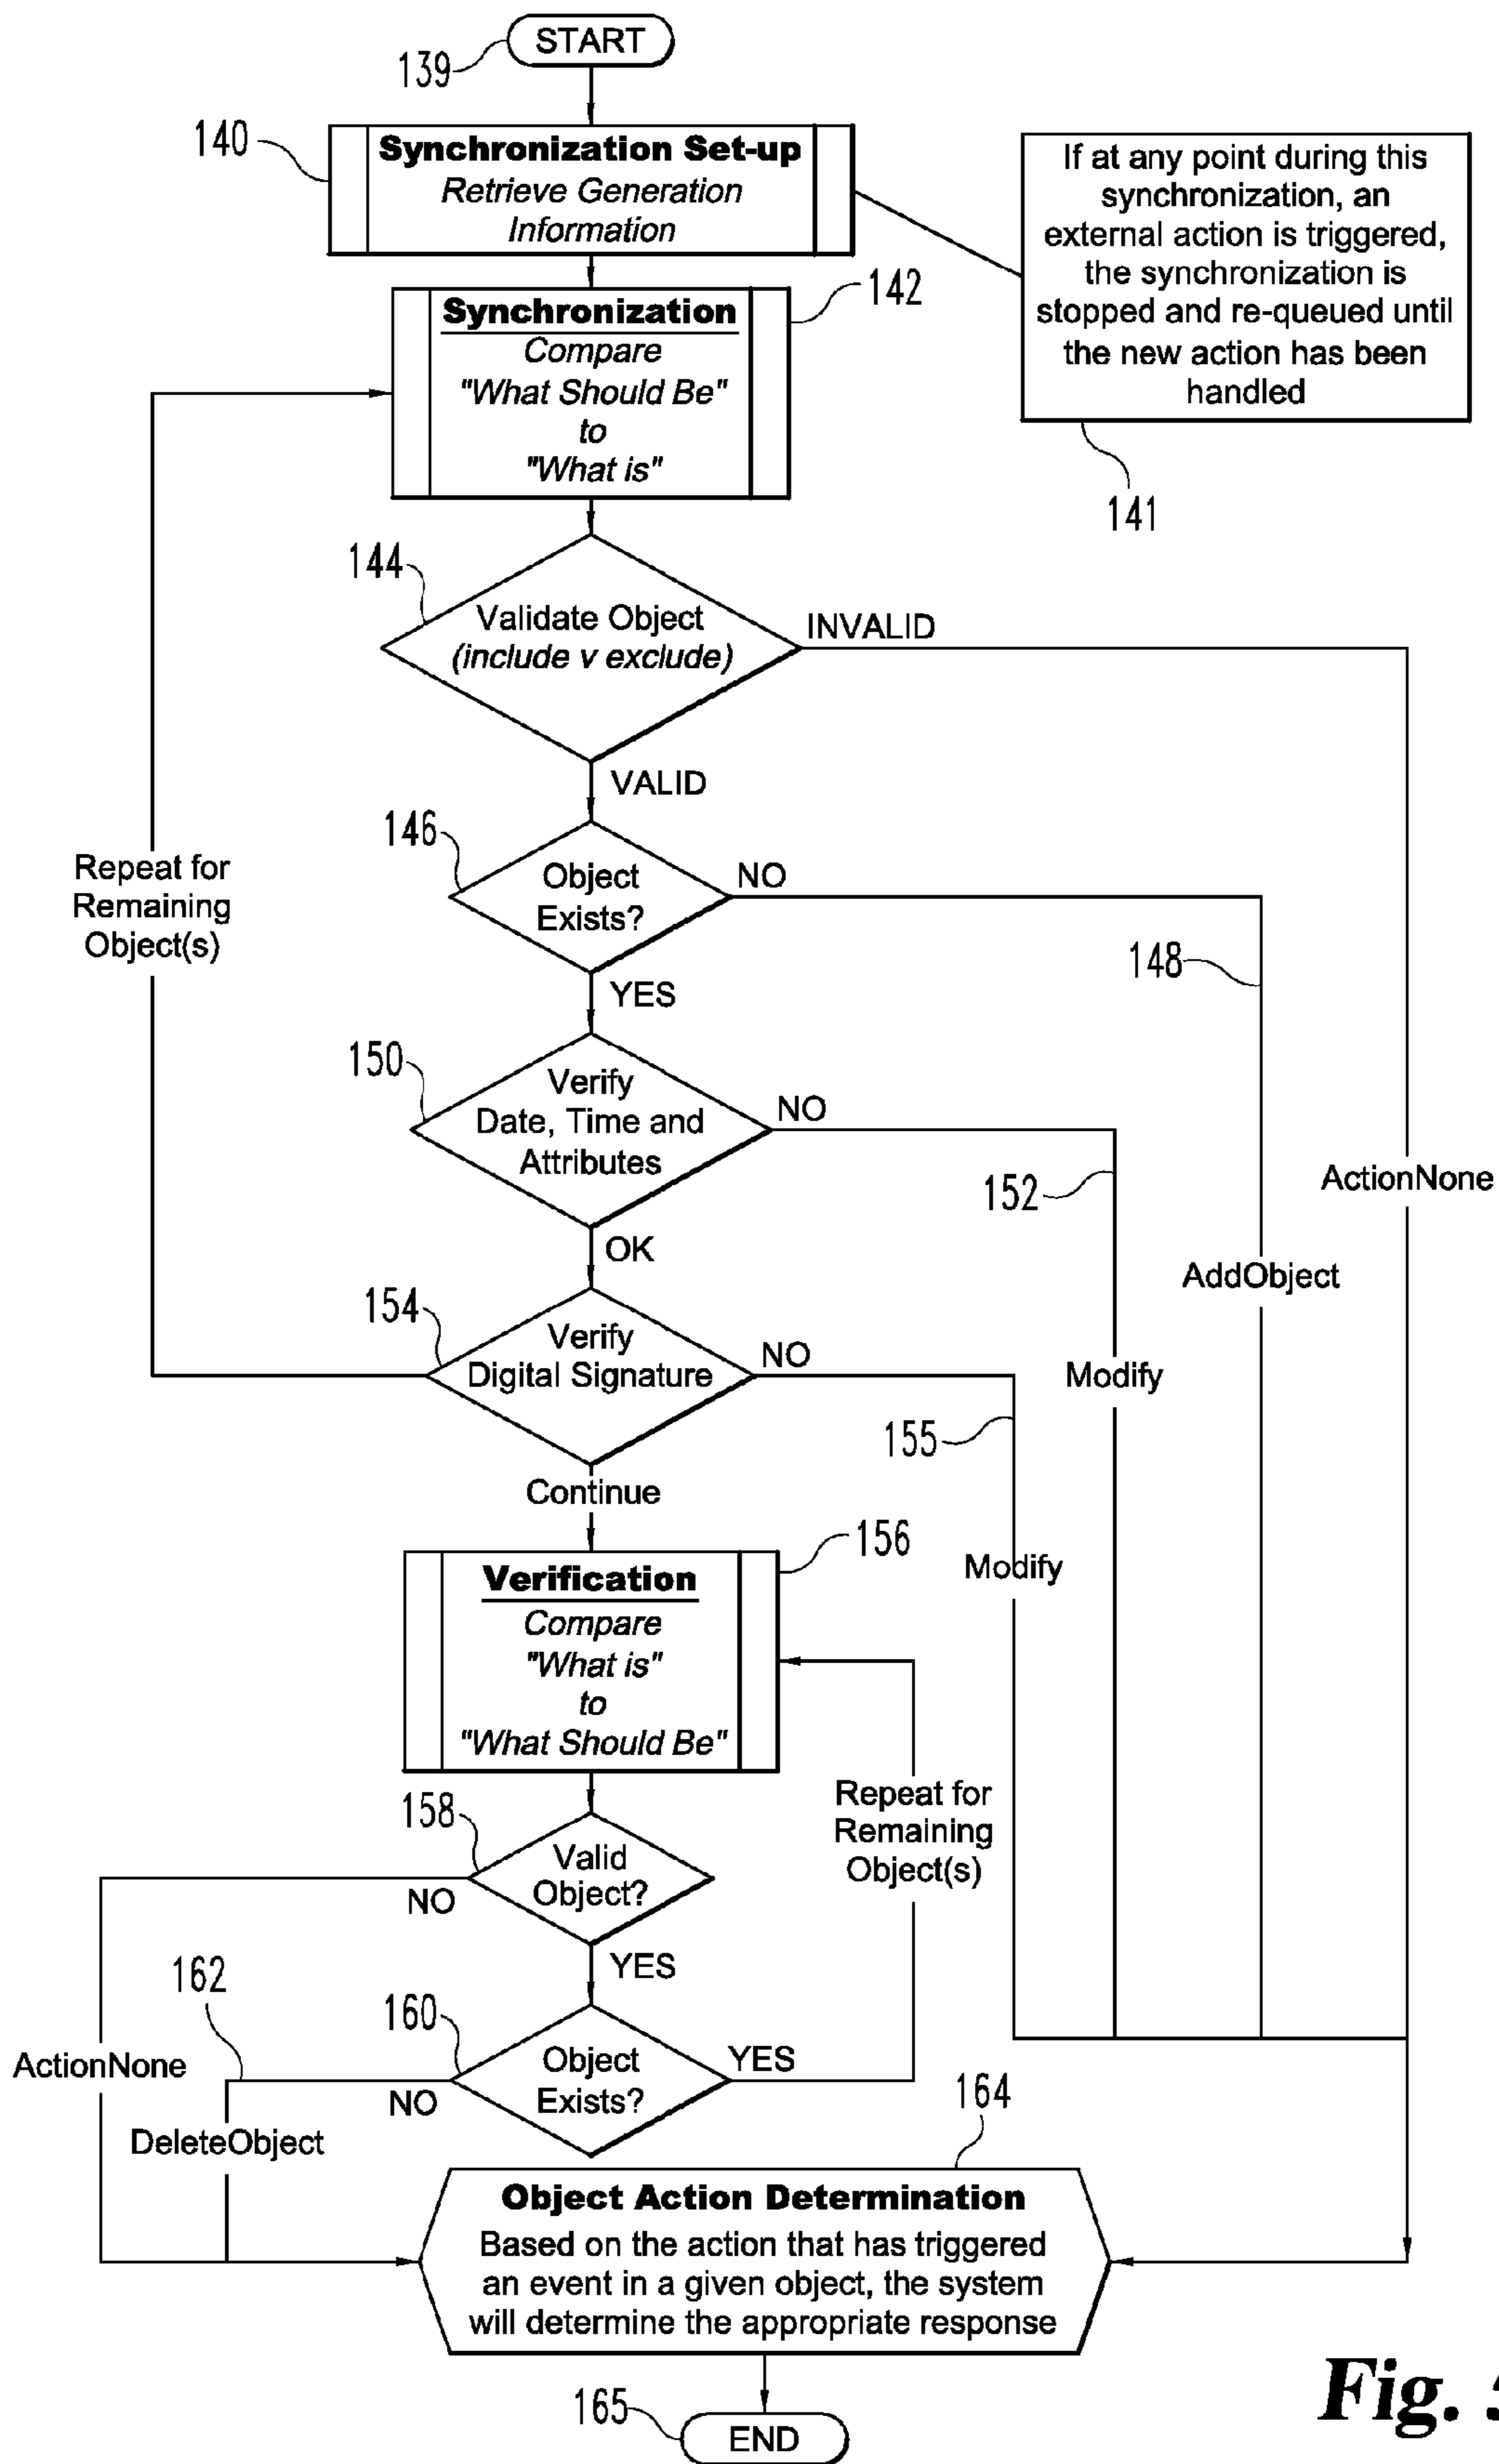 START
139
140
Synchronization Set-up
Retrieve Generation
Information
If at any point during this
synchronization, an
external action is triggered,
the synchronization is
stopped and re-queued until
the new action has been
handled
141
142
Synchronization
Compare
"What Should Be"
to
"What is"
144
Validate Object
(include v exclude)
INVALID
VALID
146
Object
Exists?
NO
Repeat for
Remaining
Object(s)
148
YES
150
Verify
Date, Time and
Attributes
NO
152
ActionNone
OK
AddObject
154
Verify
Digital Signature
NO
Modify
155
Continue
156
Verification
Compare
"What is"
to
"What Should Be"
Modify
Repeat for
Remaining
Object(s)
158
Valid
Object?
NO
YES
162
160
Object
Exists?
YES
NO
ActionNone
DeleteObject
164
Object Action Determination
Based on the action that has triggered
an event in a given object, the system
will determine the appropriate response
165
END
Fig.